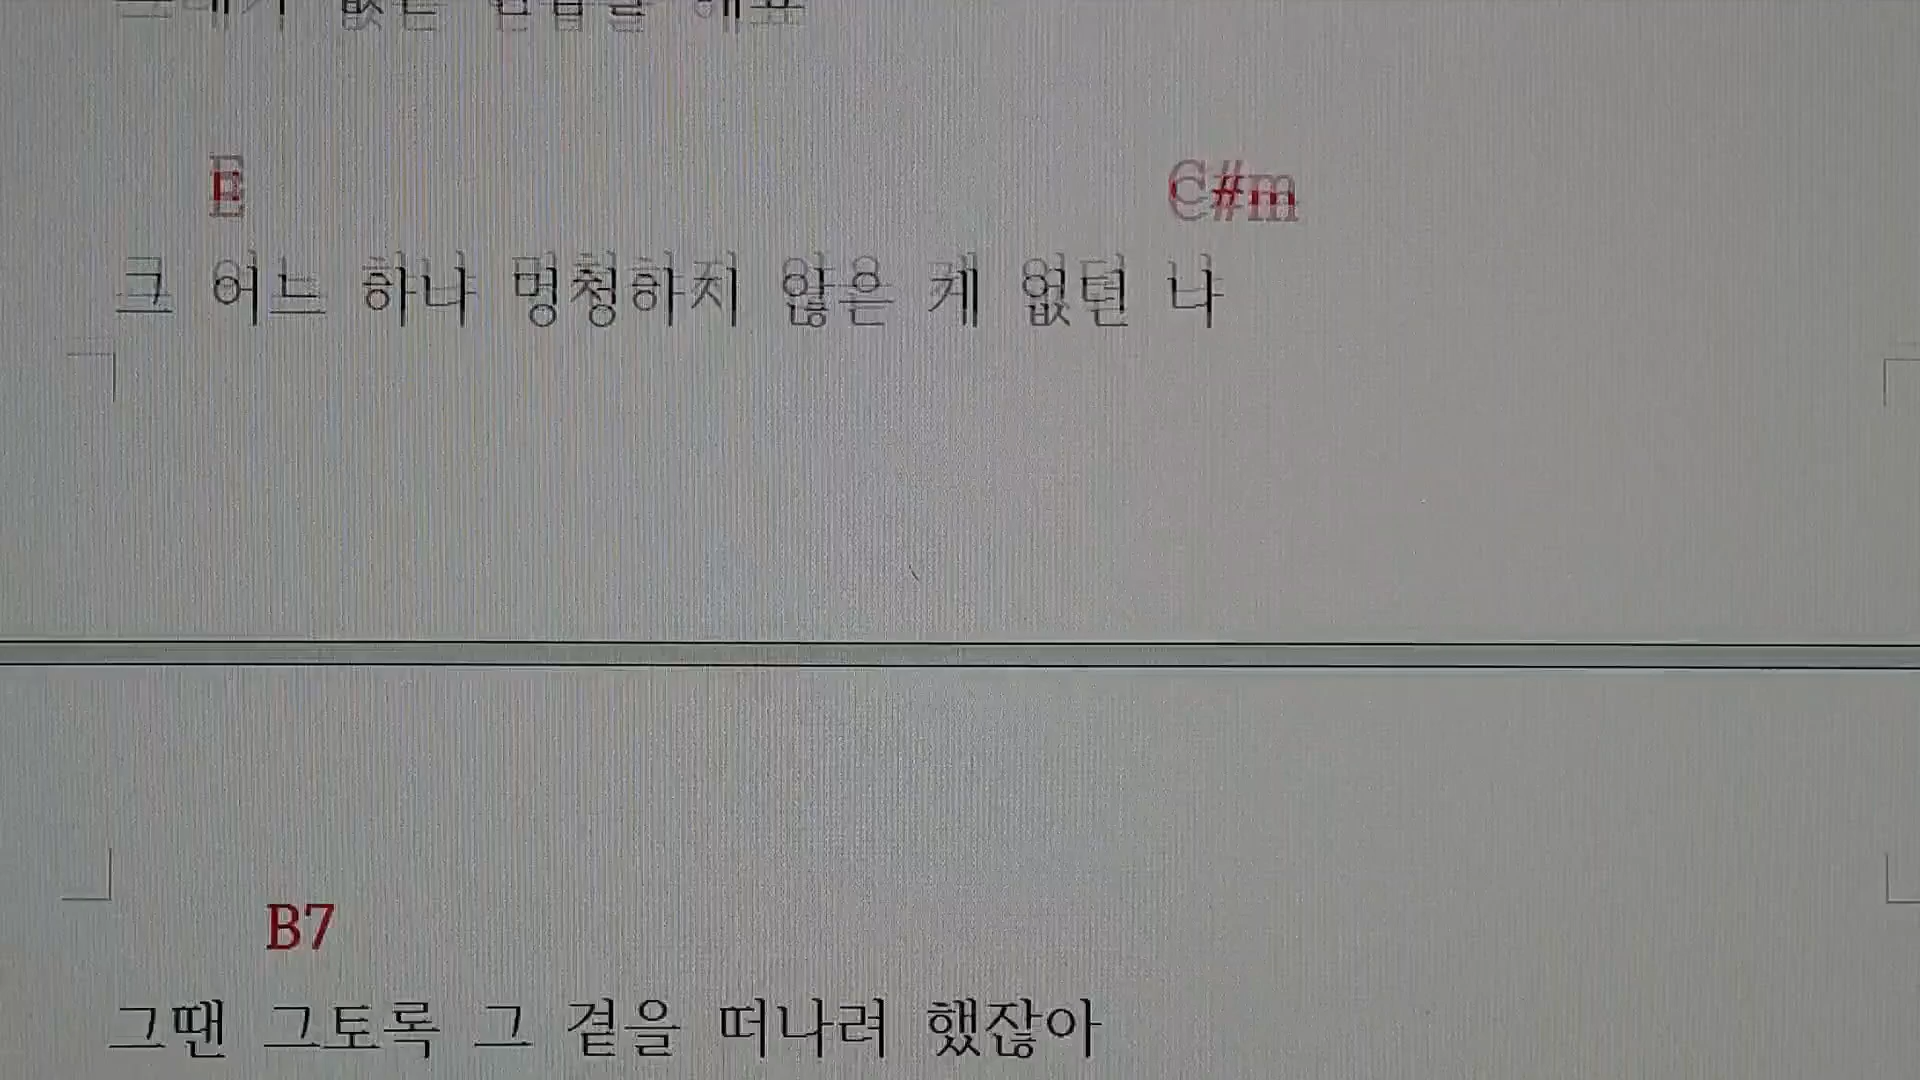 E C#m
그 어느 하나 멍청하지 않은 게 없던 나
B7
그땐 그토록 그 곁을 떠나려 했잖아